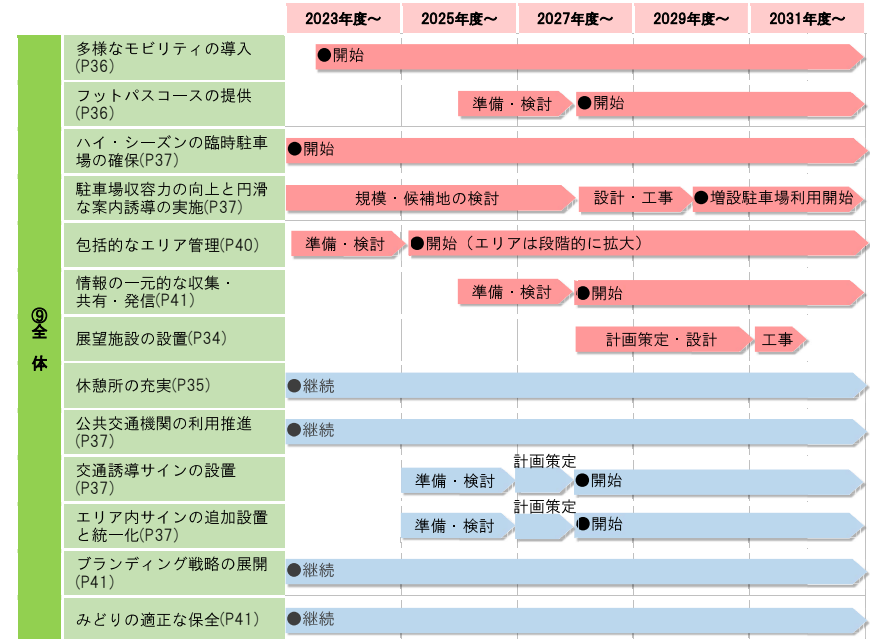 2023年度～ 2025年度～ 2027年度～ 2029年度～ 2031年度～
⑨全 体
多様なモビリティの導入
(P36)
●開始
フットパスコースの提供
(P36)
準備・検討 ●開始
ハイ・シーズンの臨時駐車
場の確保(P37)
●開始
駐車場収容力の向上と円滑
な案内誘導の実施(P37)
規模・候補地の検討 設計・工事 ●増設駐車場利用開始
包括的なエリア管理(P40)
準備・検討 ●開始（エリアは段階的に拡大）
情報の一元的な収集・
共有・発信(P41)
準備・検討 ●開始
展望施設の設置(P34)
計画策定・設計 工事
休憩所の充実(P35)
●継続
公共交通機関の利用推進
(P37)
●継続
交通誘導サインの設置
(P37)
準備・検討 計画策定 ●開始
エリア内サインの追加設置
と統一化(P37)
準備・検討 計画策定 ●開始
ブランディング戦略の展開
(P41)
●継続
みどりの適正な保全(P41)
●継続